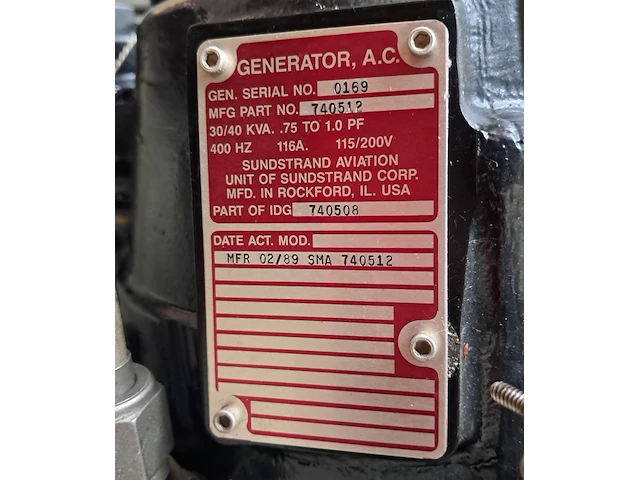 GENERATOR, A.C.
GEN. SERIAL NO. 0169
MFG PART NO. 740512
30/40 KVA. .75 TO 1.0 PF
400 HZ 116A. 115/200V
SUNDSTRAND AVIATION
UNIT OF SUNDSTRAND CORP.
MFD. IN ROCKFORD, IL. USA
PART OF IDG 740508
DATE ACT. MOD.
MFR 02/89 SMA 740512